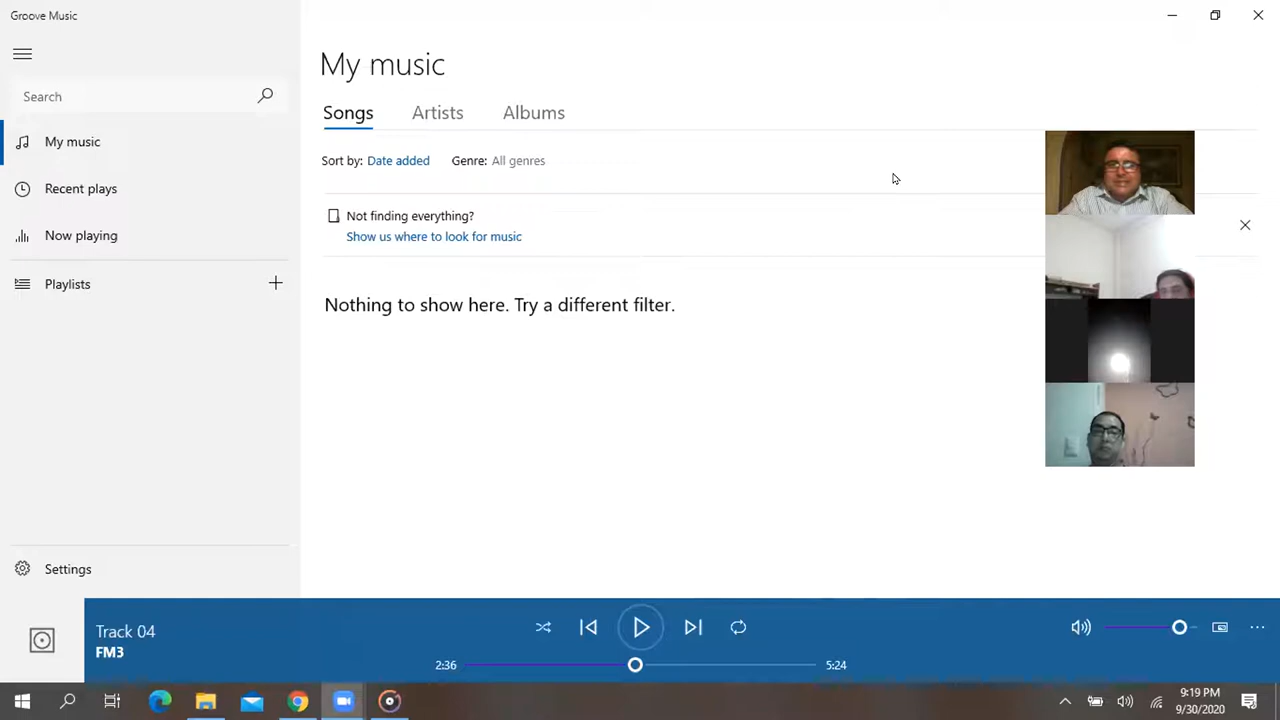 Groove Music
Search
My music
Recent plays
Now playing
Playlists
Settings
My music
Songs Artists Albums
Sort by: Date added Genre: All genres
Not finding everything?
Show us where to look for music
Nothing to show here. Try a different filter.
Track 04
FM3
2:36 5:24
9:19 PM
9/30/2020